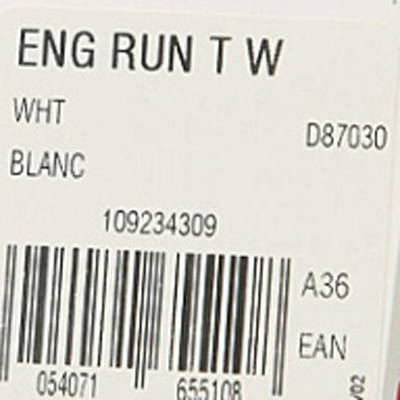 ENG RUN T W
WHT
D87030
BLANC
109234309
A36
EAN
054071 655108